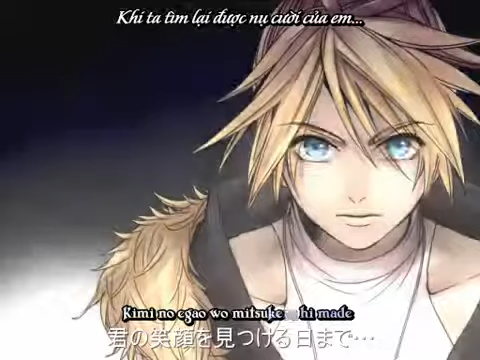 Khi ta tìm lại được nụ cười của em...
Kimi no egao wo mitsukeru hi made
君の笑顔を見つける日まで…